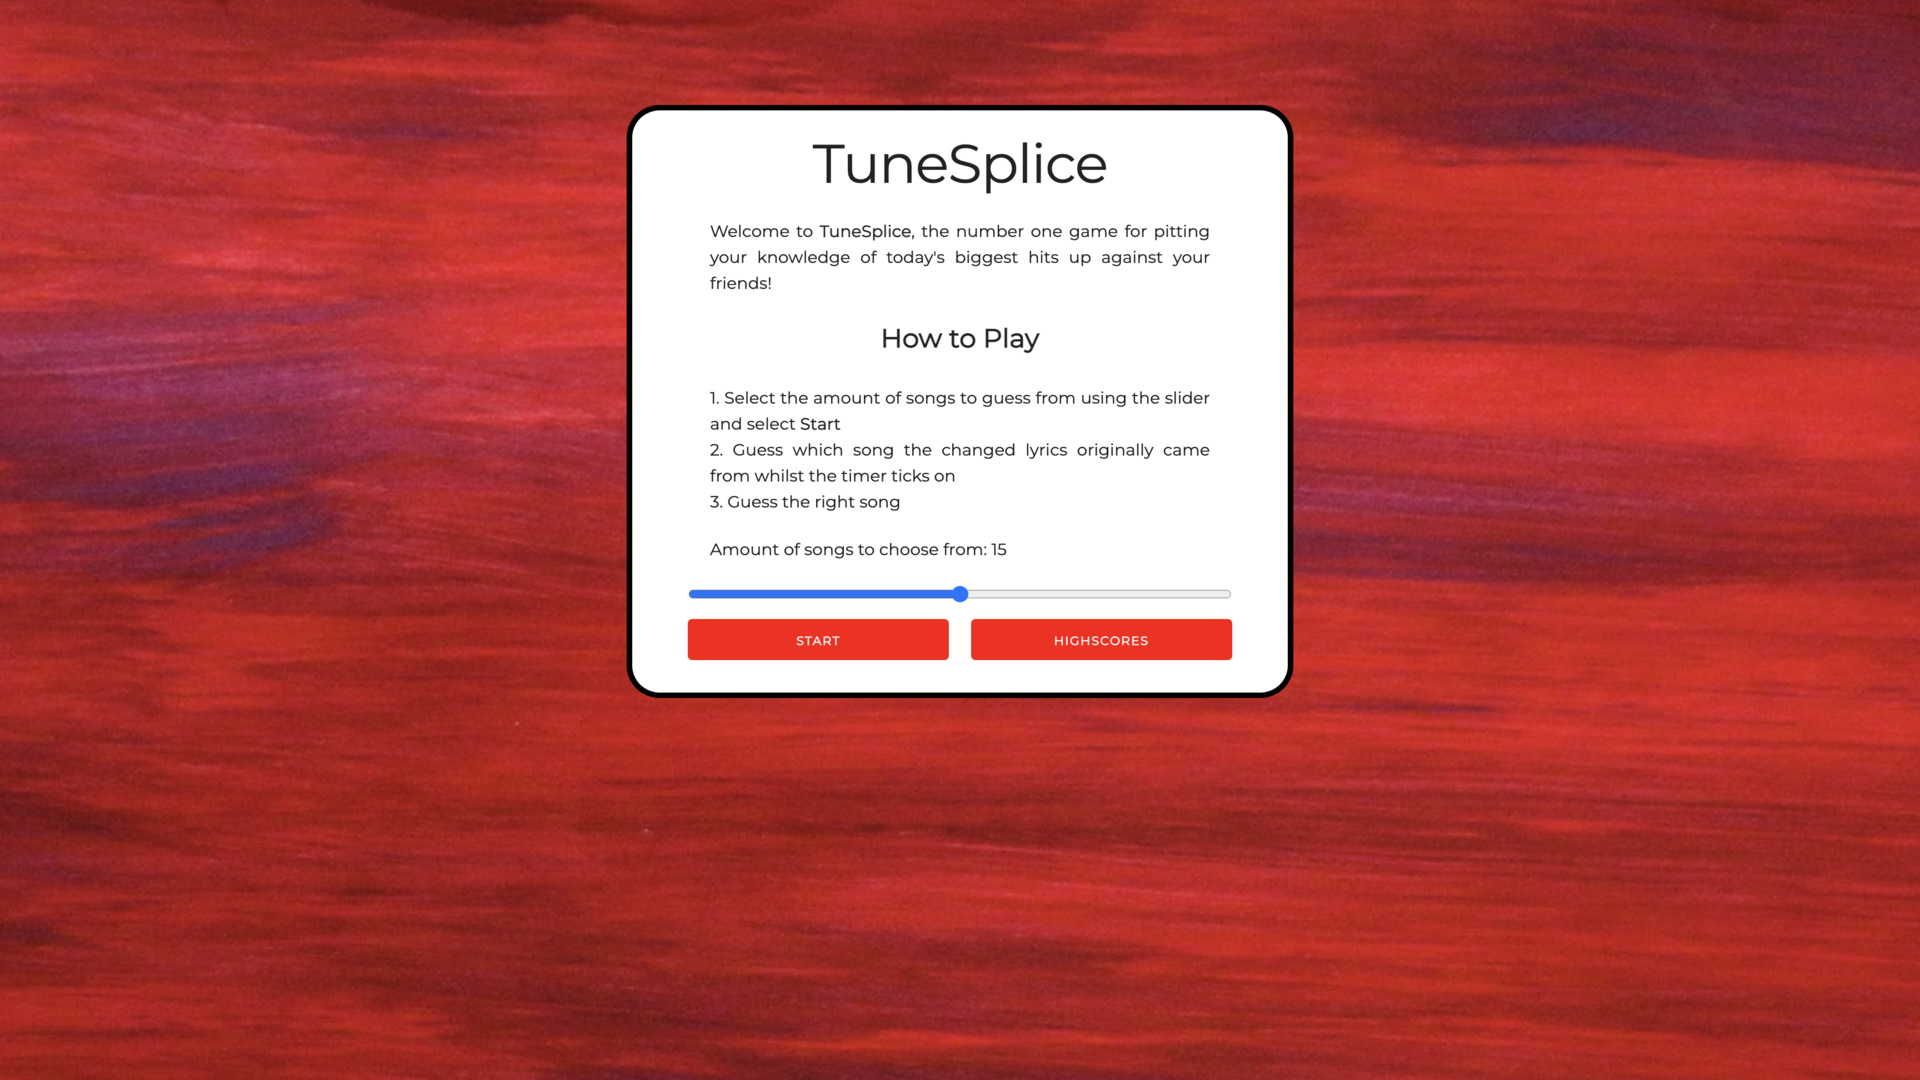 TuneSplice
Welcome to TuneSplice, the number one game for pitting
your knowledge of today's biggest hits up against your
friends!
How to Play
1. Select the amount of songs to guess from using the slider
and select Start
2. Guess which song the changed lyrics originally came
from whilst the timer ticks on
3. Guess the right song
Amount of songs to choose from: 15
START
HIGHSCORES